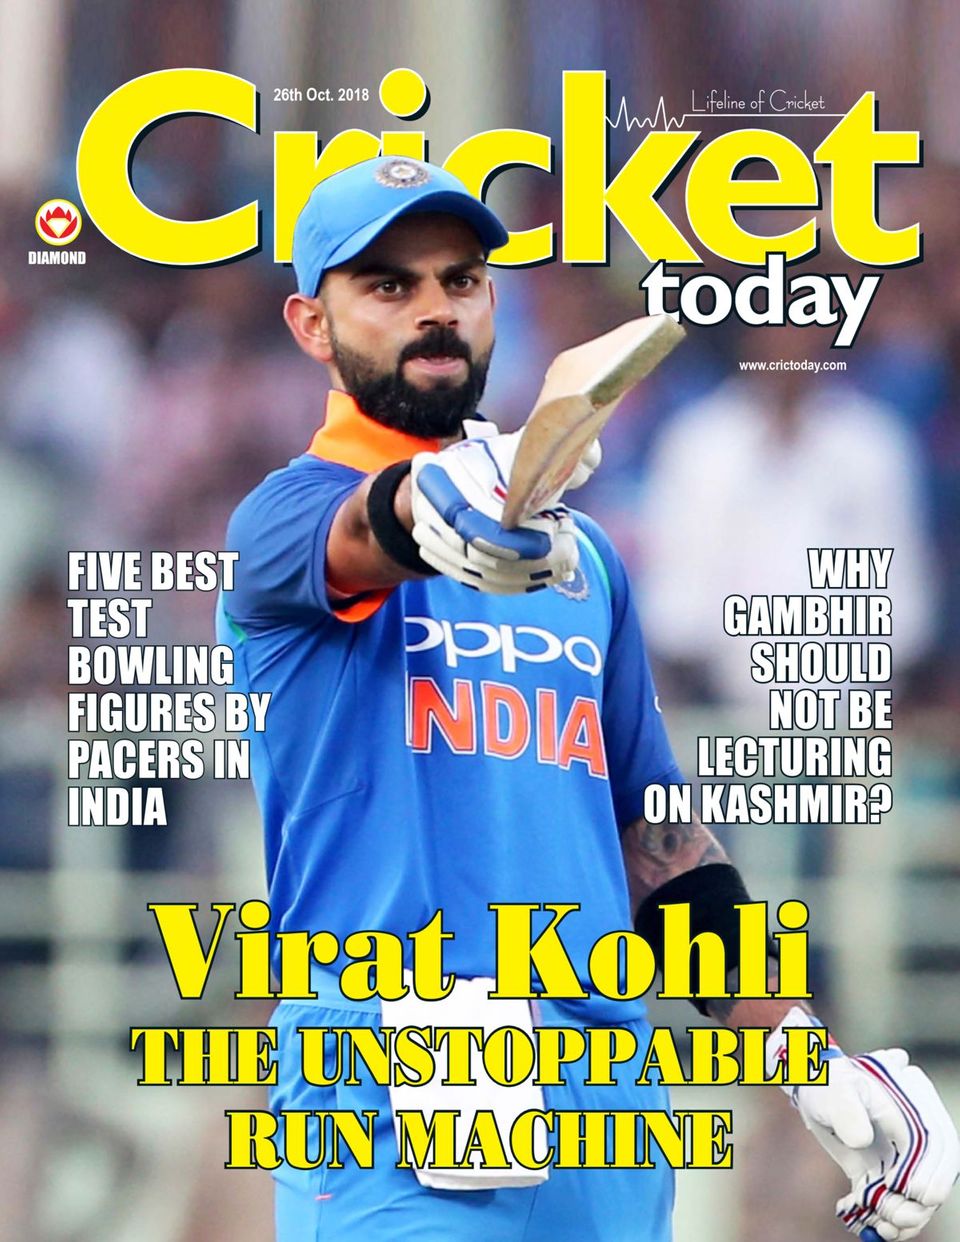 26th Oct. 2018
Lifeline of Cricket
Cricket
today
DIAMOND
www.crictoday.com
FIVE BEST
TEST
BOWLING
FIGURES BY
PACERS IN
INDIA
WHY
GAMBHIR
SHOULD
NOT BE
LECTURING
ON KASHMIR?
oppo
INDIA
Virat Kohli
THE UNSTOPPABLE
RUN MACHINE